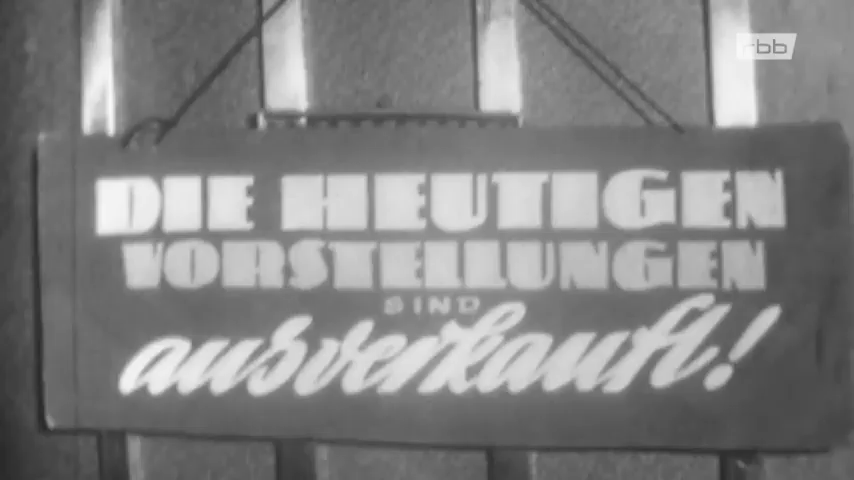 rbb
DIE HEUTIGEN
VORSTELLUNGEN
SIND
ausverkauft!